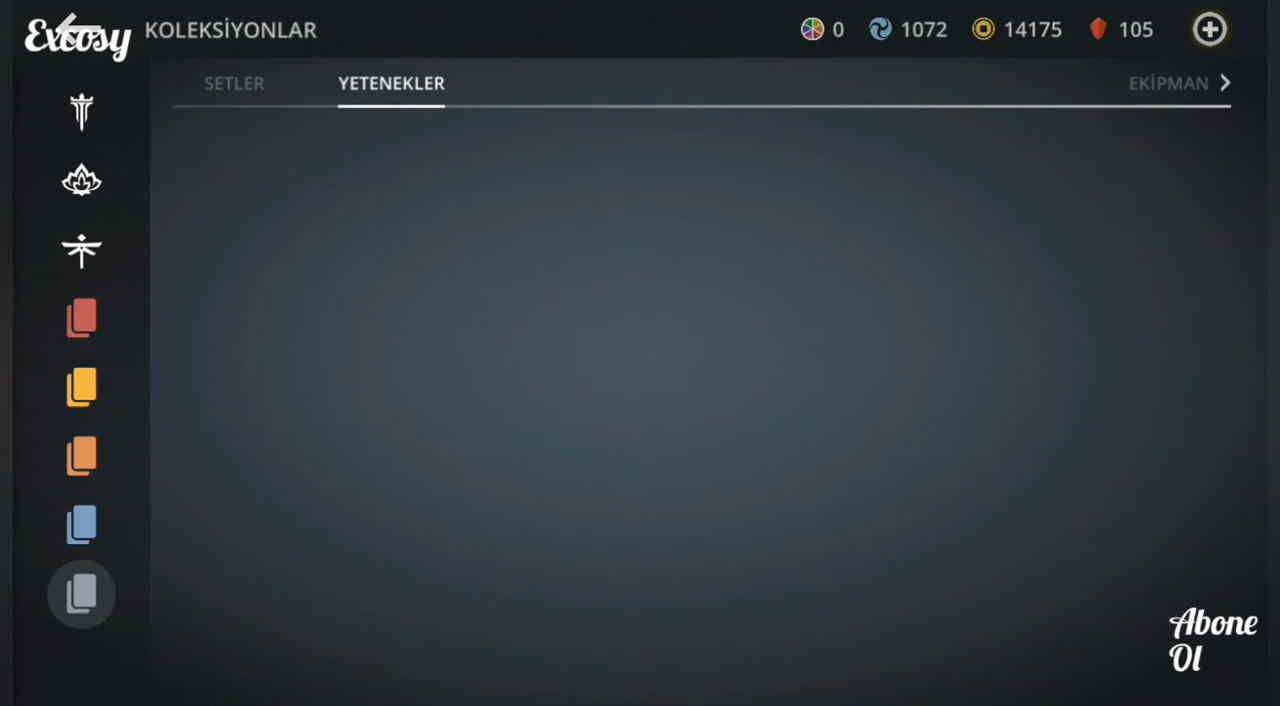 Excosy
KOLEKSİYONLAR
0
1072
14175
105
SETLER
YETENEKLER
EKİPMAN
Abone
Ol